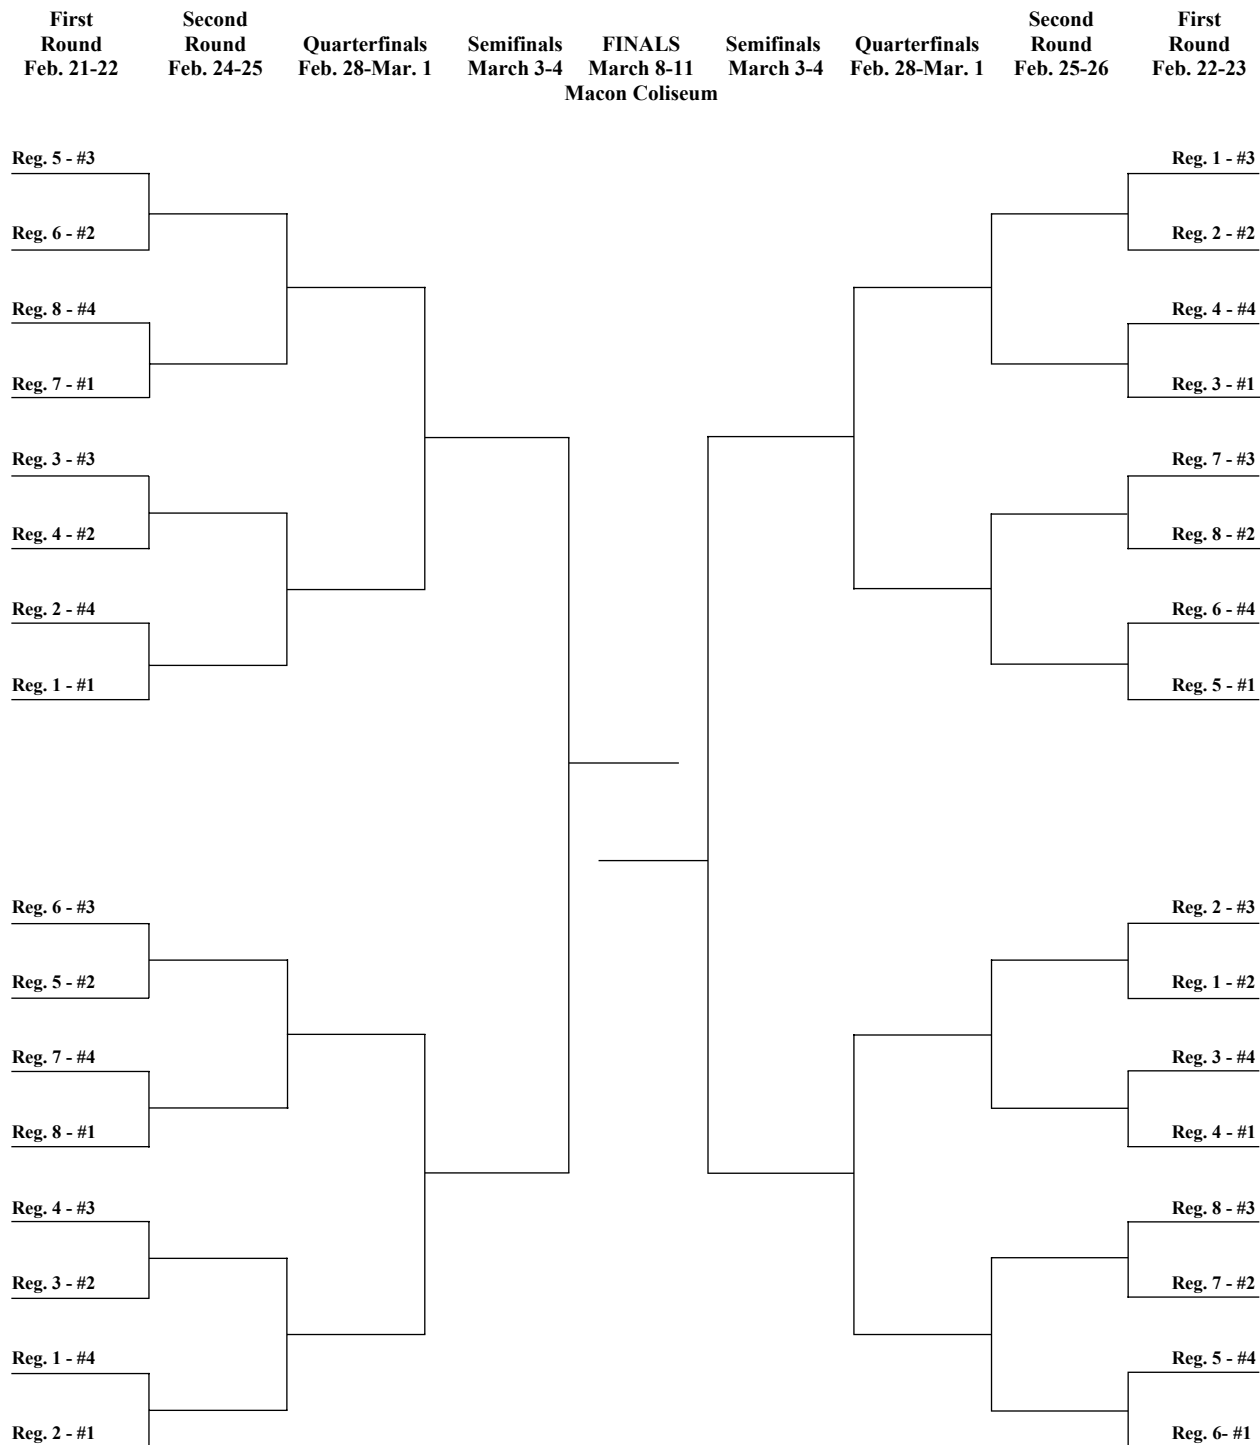 First Second Second First
Round Round Quarterfinals Semifinals FINALS Semifinals Quarterfinals Round Round
Feb. 21-22 Feb. 24-25 Feb. 28-Mar. 1 March 3-4 March 8-11 March 3-4 Feb. 28-Mar. 1 Feb. 25-26 Feb. 22-23
Macon Coliseum
Reg. 5 - #3 Reg. 1 - #3
Reg. 6 - #2 Reg. 2 - #2
Reg. 8 - #4 Reg. 4 - #4
Reg. 7 - #1 Reg. 3 - #1
Reg. 3 - #3 Reg. 7 - #3
Reg. 4 - #2 Reg. 8 - #2
Reg. 2 - #4 Reg. 6 - #4
Reg. 1 - #1 Reg. 5 - #1
Reg. 6 - #3 Reg. 2 - #3
Reg. 5 - #2 Reg. 1 - #2
Reg. 7 - #4 Reg. 3 - #4
Reg. 8 - #1 Reg. 4 - #1
Reg. 4 - #3 Reg. 8 - #3
Reg. 3 - #2 Reg. 7 - #2
Reg. 1 - #4 Reg. 5 - #4
Reg. 2 - #1 Reg. 6- #1